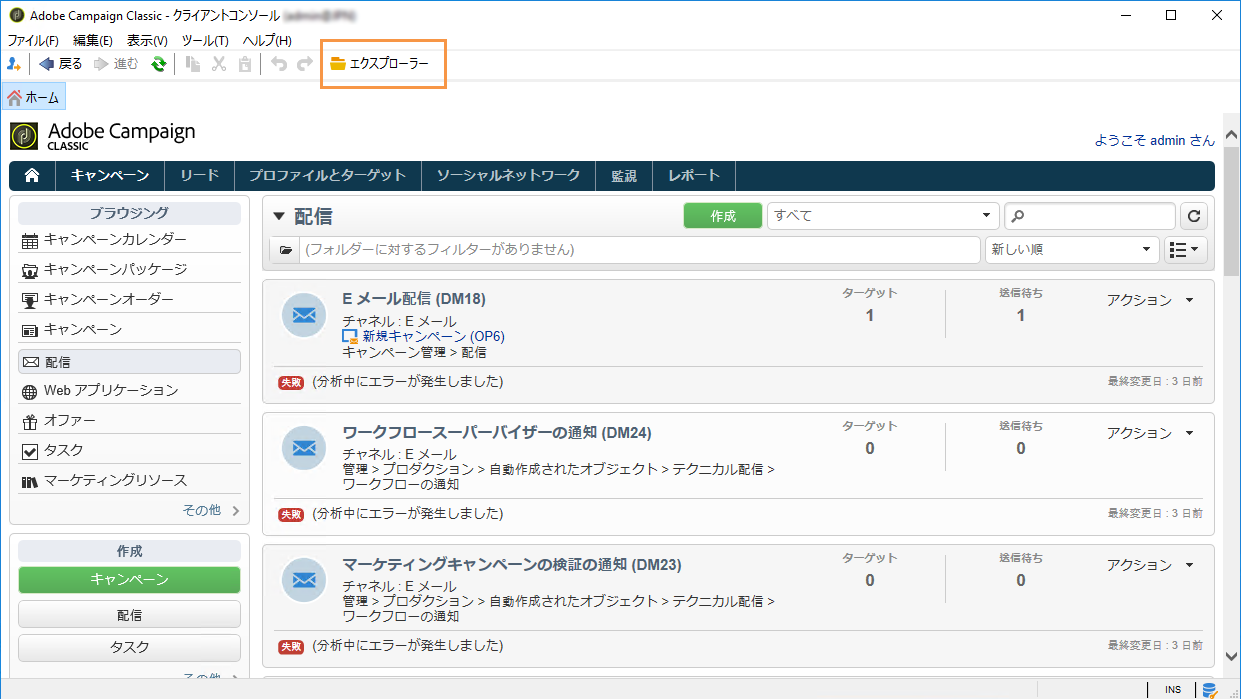 Adobe Campaign Classic - クライアントコンソール
ファイル(F) 編集(E) 表示(V) ツール(T) ヘルプ(H)
戻る 進む エクスプローラー
ホーム
Adobe Campaign
CLASSIC
ようこそ admin さん
キャンペーン リード プロファイルとターゲット ソーシャルネットワーク 監視 レポート
ブラウジング
キャンペーンカレンダー
キャンペーンパッケージ
キャンペーンオーダー
キャンペーン
配信
Web アプリケーション
オファー
タスク
マーケティングリソース
その他
作成
キャンペーン
配信
タスク
その他
配信 作成 すべて
(フォルダーに対するフィルターがありません) 新しい順
E メール配信 (DM18) ターゲット 送信待ち アクション
1 1
チャネル : E メール
新規キャンペーン (OP6)
キャンペーン管理 > 配信
失敗 (分析中にエラーが発生しました) 最終変更日 : 3 日前
ワークフロースーパーバイザーの通知 (DM24) ターゲット 送信待ち アクション
0 0
チャネル : E メール
管理 > プロダクション > 自動作成されたオブジェクト > テクニカル配信 >
ワークフローの通知
失敗 (分析中にエラーが発生しました) 最終変更日 : 3 日前
マーケティングキャンペーンの検証の通知 (DM23) ターゲット 送信待ち アクション
0 0
チャネル : E メール
管理 > プロダクション > 自動作成されたオブジェクト > テクニカル配信 >
ワークフローの通知
失敗 (分析中にエラーが発生しました) 最終変更日 : 3 日前
INS